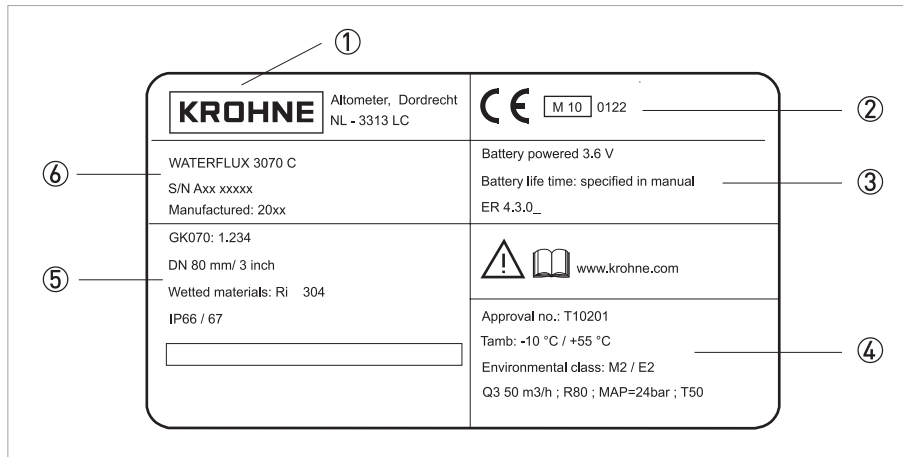 ①
KROHNE
Altometer, Dordrecht
NL - 3313 LC
CE M 10 0122
②
⑥
WATERFLUX 3070 C
S/N Axx xxxxx
Manufactured: 20xx
Battery powered 3.6 V
Battery life time: specified in manual
ER 4.3.0_
③
⑤
GK070: 1.234
DN 80 mm/ 3 inch
Wetted materials: Ri 304
IP66 / 67
www.krohne.com
Approval no.: T10201
Tamb: -10 °C / +55 °C
Environmental class: M2 / E2
Q3 50 m3/h ; R80 ; MAP=24bar ; T50
④